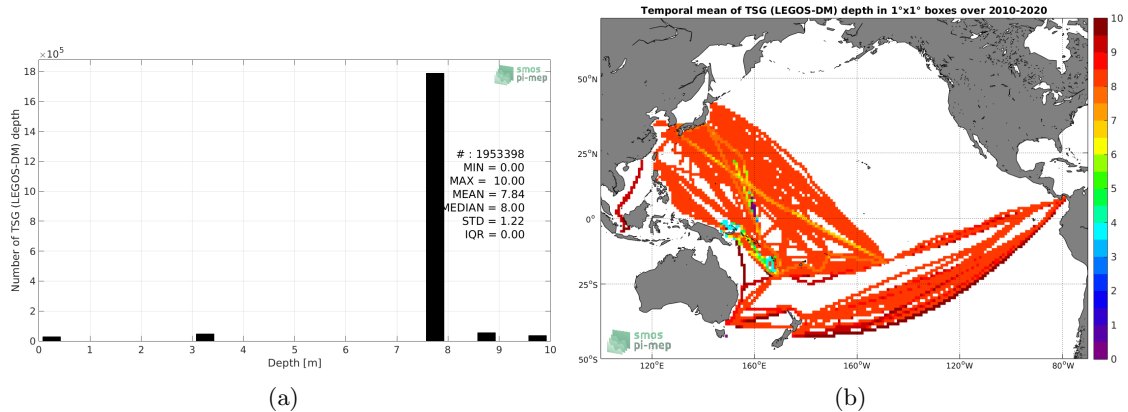 ×10⁵
18
16
14
12
10
8
6
4
2
0
Number of TSG (LEGOS-DM) depth
smos
pi-mep
# : 1953398
MIN = 0.00
MAX = 10.00
MEAN = 7.84
MEDIAN = 8.00
STD = 1.22
IQR = 0.00
0 1 2 3 4 5 6 7 8 9 10
Depth [m]
(a)
Temporal mean of TSG (LEGOS-DM) depth in 1°x1° boxes over 2010-2020
50°N
25°N
0°
25°S
50°S
smos
pi-mep
120°E 160°E 160°W 120°W 80°W
10
9
8
7
6
5
4
3
2
1
0
(b)